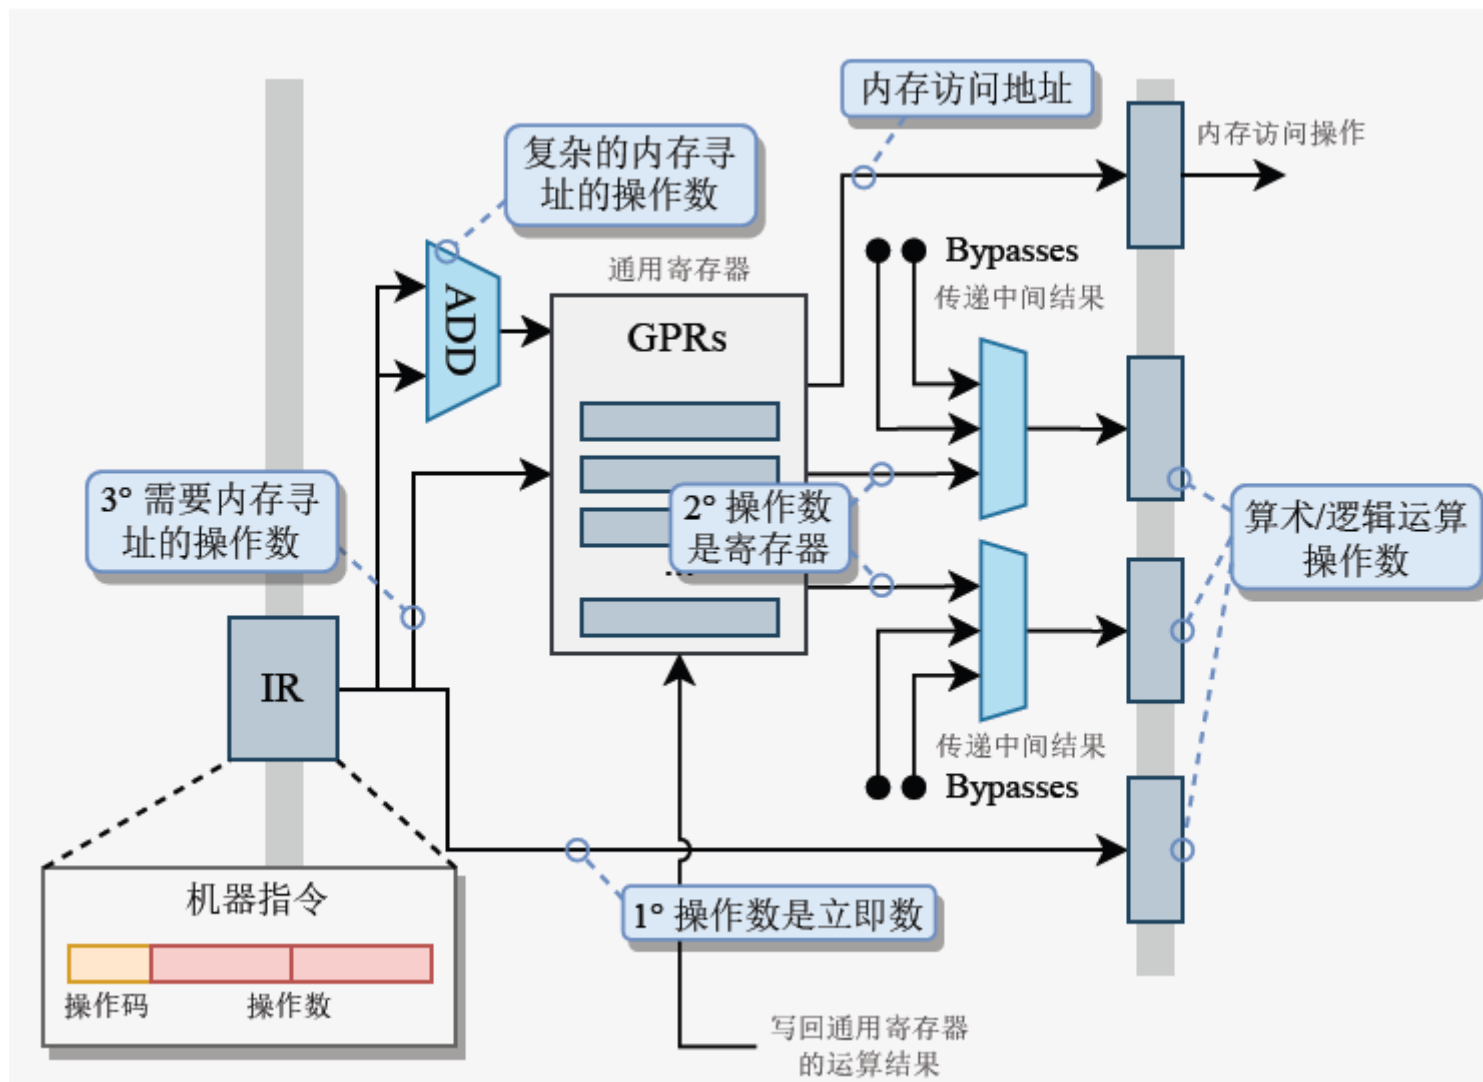 内存访问地址
内存访问操作
复杂的内存寻
址的操作数
通用寄存器
Bypasses
传递中间结果
ADD
GPRs
3° 需要内存寻
址的操作数
2° 操作数
是寄存器
...
算术/逻辑运算
操作数
IR
传递中间结果
Bypasses
机器指令
1° 操作数是立即数
操作码
操作数
写回通用寄存器
的运算结果